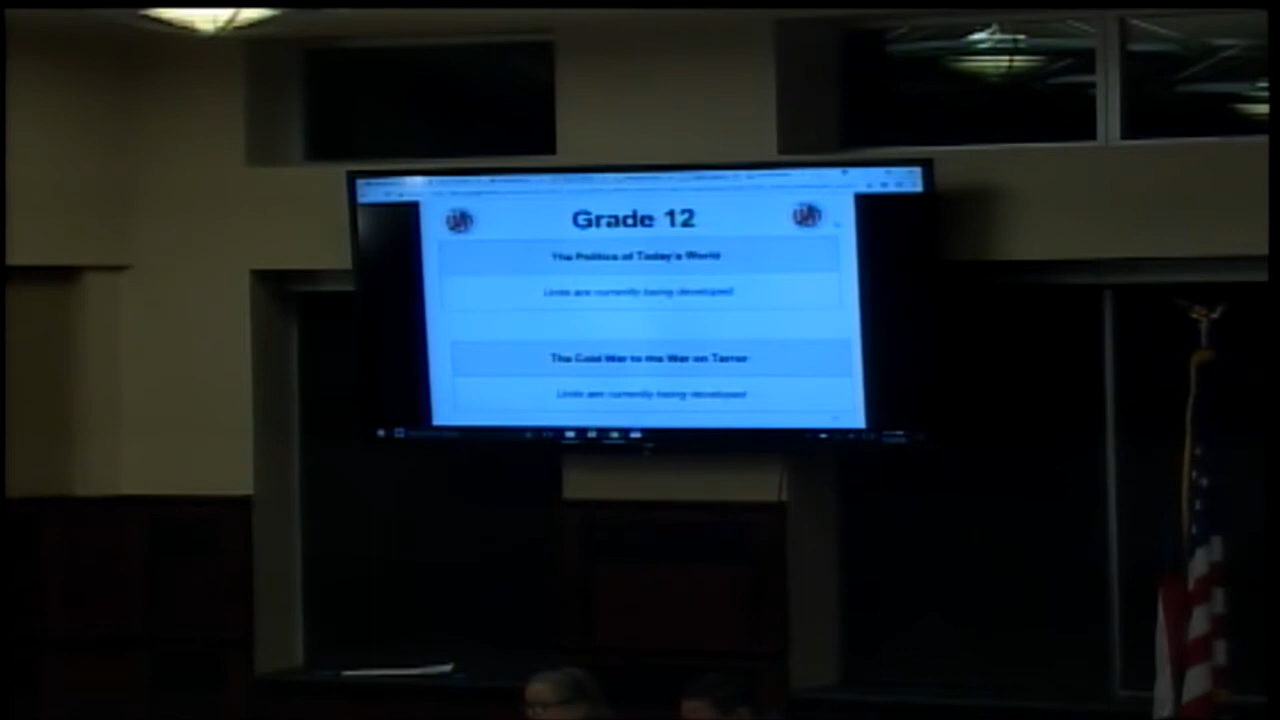 Grade 12
The Politics of Today's World
Units are currently being developed
The Cold War to the War on Terror
Units are currently being developed